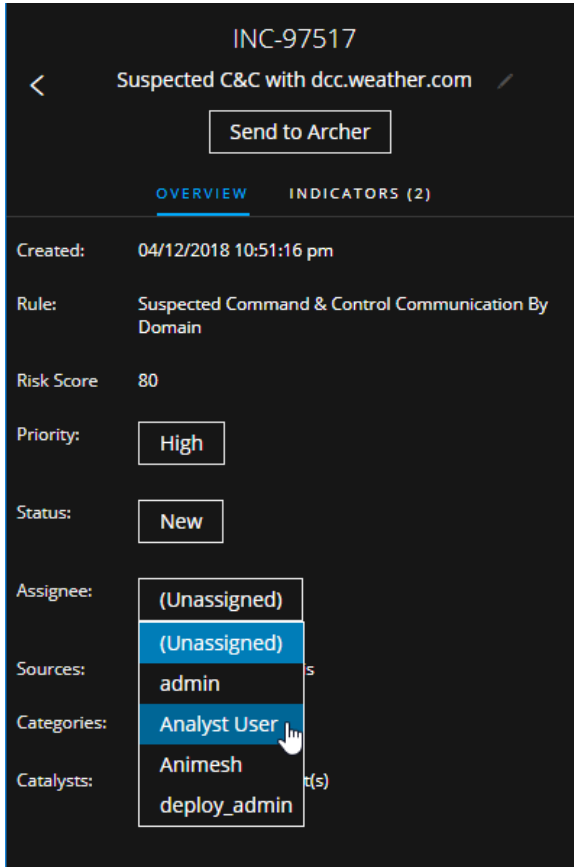 INC-97517
Suspected C&C with dcc.weather.com
Send to Archer
OVERVIEW INDICATORS (2)
Created: 04/12/2018 10:51:16 pm
Rule: Suspected Command & Control Communication By
Domain
Risk Score 80
Priority: High
Status: New
Assignee: (Unassigned)
(Unassigned)
Sources:
admin
Categories: Analyst User
Animesh
Catalysts: t(s)
deploy_admin